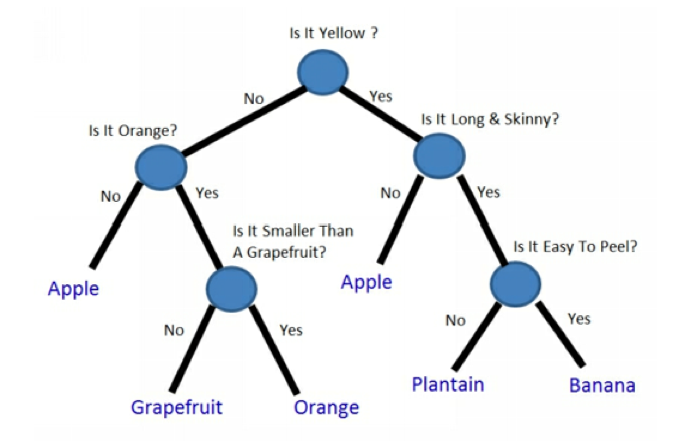 Is It Yellow ?
No
Yes
Is It Long & Skinny?
Is It Orange?
No
Yes
No
Yes
Is It Smaller Than
A Grapefruit?
Is It Easy To Peel?
Apple
Apple
No
Yes
No
Yes
Plantain
Banana
Grapefruit
Orange